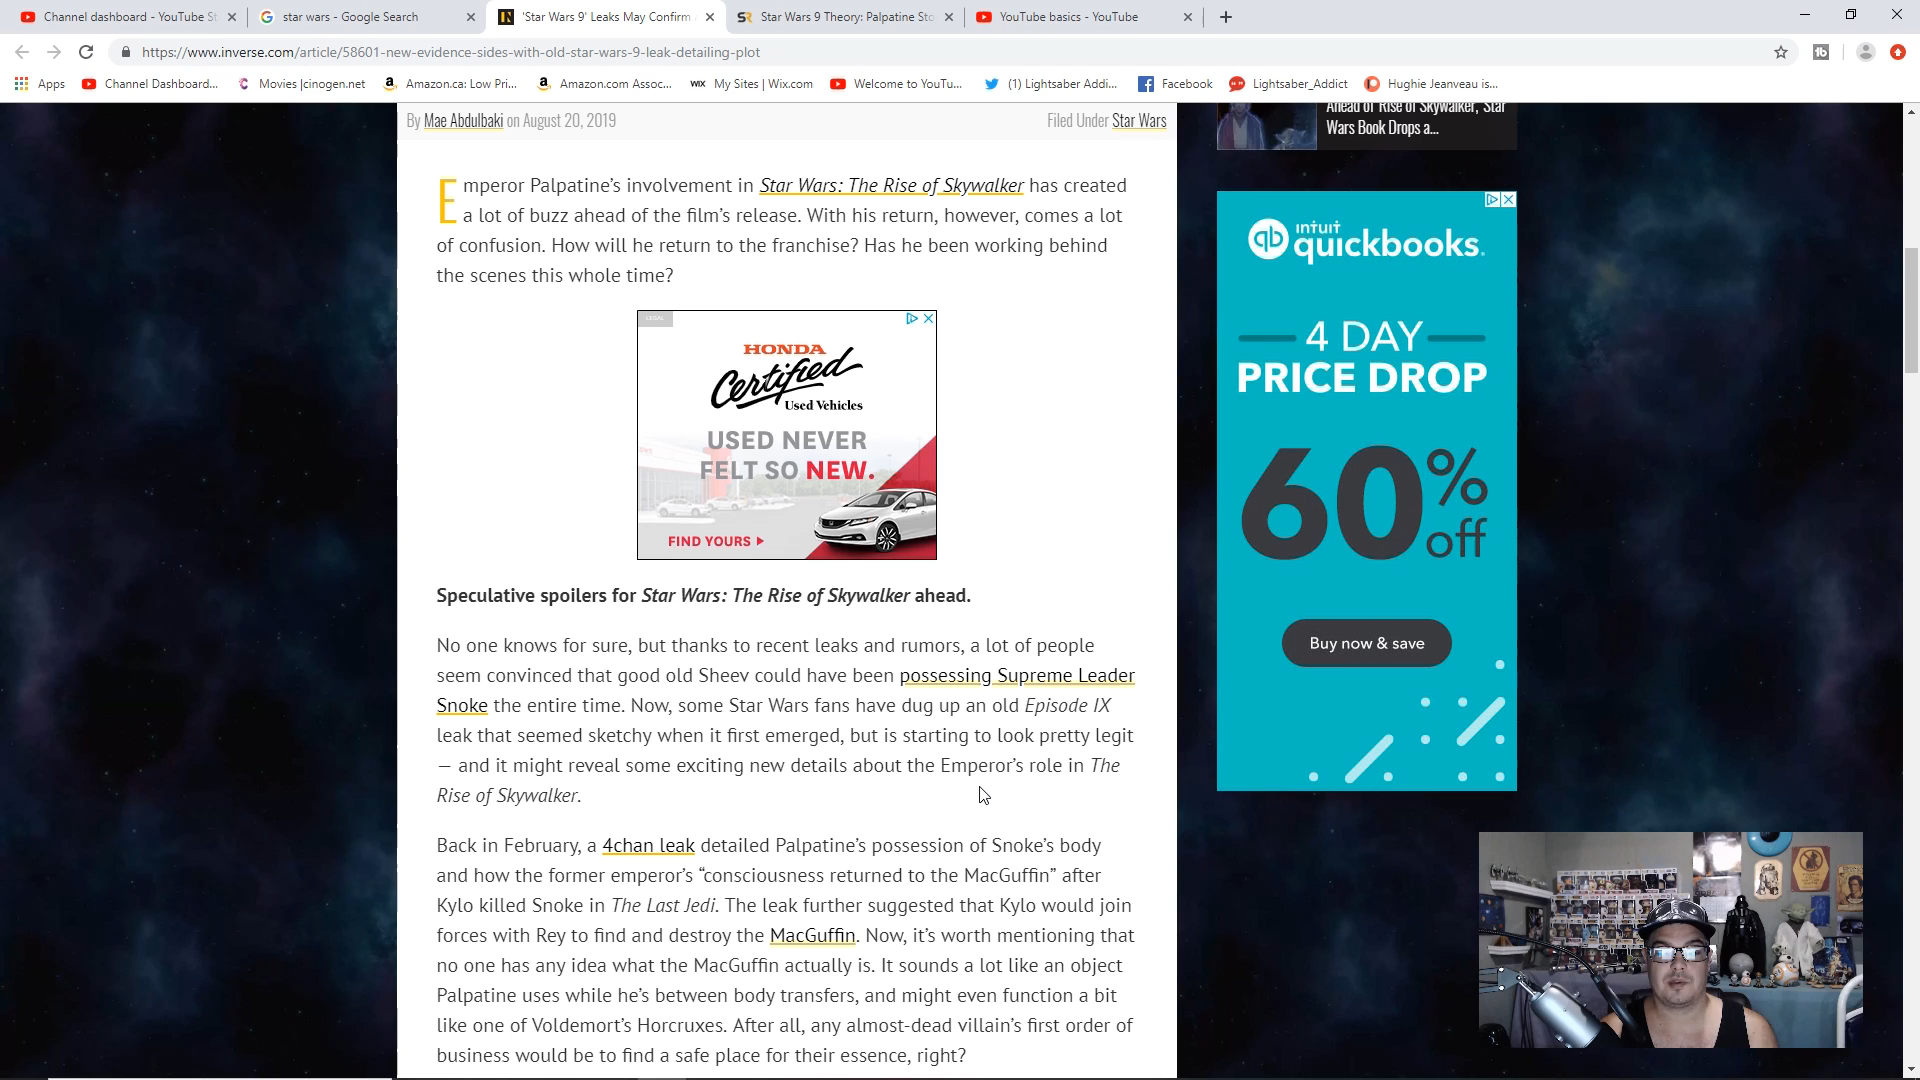 Channel dashboard - YouTube St
star wars - Google Search
'Star Wars 9' Leaks May Confirm
Star Wars 9 Theory: Palpatine Sto
YouTube basics - YouTube
https://www.inverse.com/article/58601-new-evidence-sides-with-old-star-wars-9-leak-detailing-plot
Apps
Channel Dashboard...
Movies |cinogen.net
Amazon.ca: Low Pri...
Amazon.com Assoc...
WIX My Sites | Wix.com
Welcome to YouTu...
(1) Lightsaber Addi...
Facebook
Lightsaber_Addict
Hughie Jeanveau is...
By Mae Abdulbaki on August 20, 2019
Filed Under Star Wars
Ahead of Rise of Skywalker, Star
Wars Book Drops a...
Emperor Palpatine's involvement in Star Wars: The Rise of Skywalker has created
a lot of buzz ahead of the film's release. With his return, however, comes a lot
of confusion. How will he return to the franchise? Has he been working behind
the scenes this whole time?
LEGAL
HONDA
Certified
Used Vehicles
USED NEVER
FELT SO NEW.
FIND YOURS
Speculative spoilers for Star Wars: The Rise of Skywalker ahead.
No one knows for sure, but thanks to recent leaks and rumors, a lot of people
seem convinced that good old Sheev could have been possessing Supreme Leader
Snoke the entire time. Now, some Star Wars fans have dug up an old Episode IX
leak that seemed sketchy when it first emerged, but is starting to look pretty legit
— and it might reveal some exciting new details about the Emperor's role in The
Rise of Skywalker.
Back in February, a 4chan leak detailed Palpatine's possession of Snoke's body
and how the former emperor's “consciousness returned to the MacGuffin” after
Kylo killed Snoke in The Last Jedi. The leak further suggested that Kylo would join
forces with Rey to find and destroy the MacGuffin. Now, it's worth mentioning that
no one has any idea what the MacGuffin actually is. It sounds a lot like an object
Palpatine uses while he's between body transfers, and might even function a bit
like one of Voldemort's Horcruxes. After all, any almost-dead villain's first order of
business would be to find a safe place for their essence, right?
qb intuit
quickbooks.
4 DAY
PRICE DROP
60% off
Buy now & save